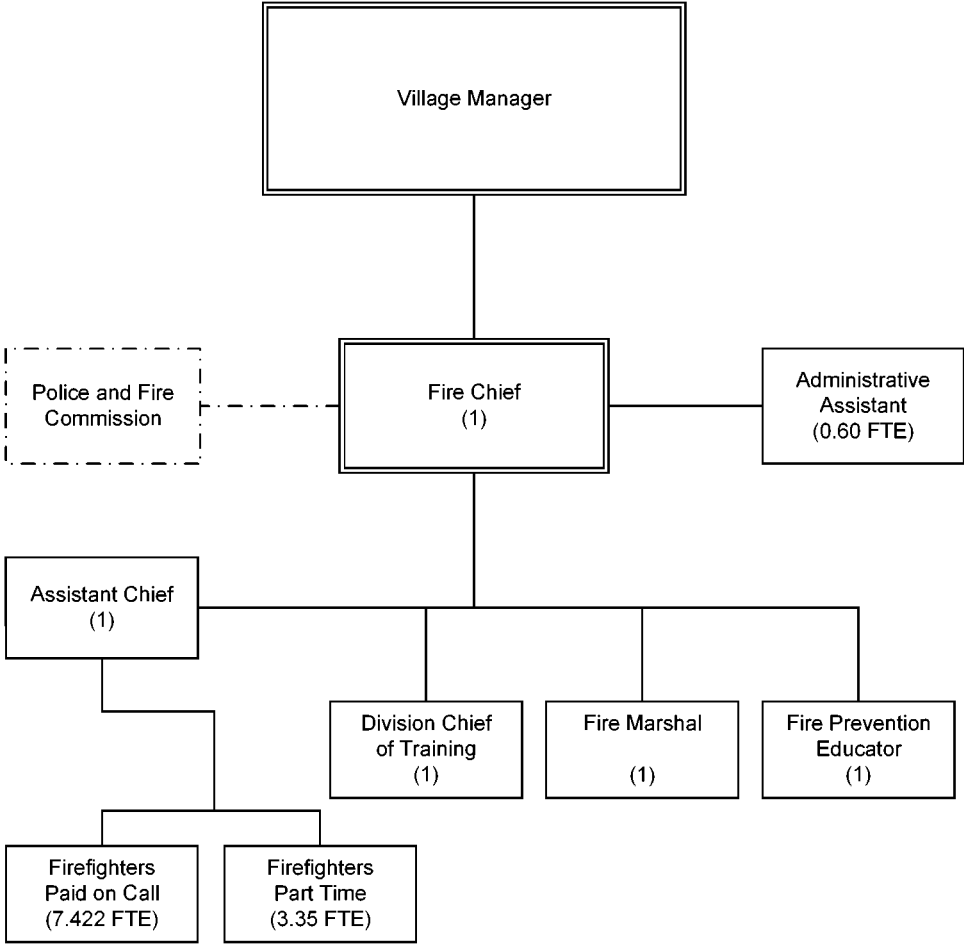 Village Manager
Police and Fire
Commission
Fire Chief
(1)
Administrative
Assistant
(0.60 FTE)
Assistant Chief
(1)
Division Chief
of Training
(1)
Fire Marshal
(1)
Fire Prevention
Educator
(1)
Firefighters
Paid on Call
(7.422 FTE)
Firefighters
Part Time
(3.35 FTE)